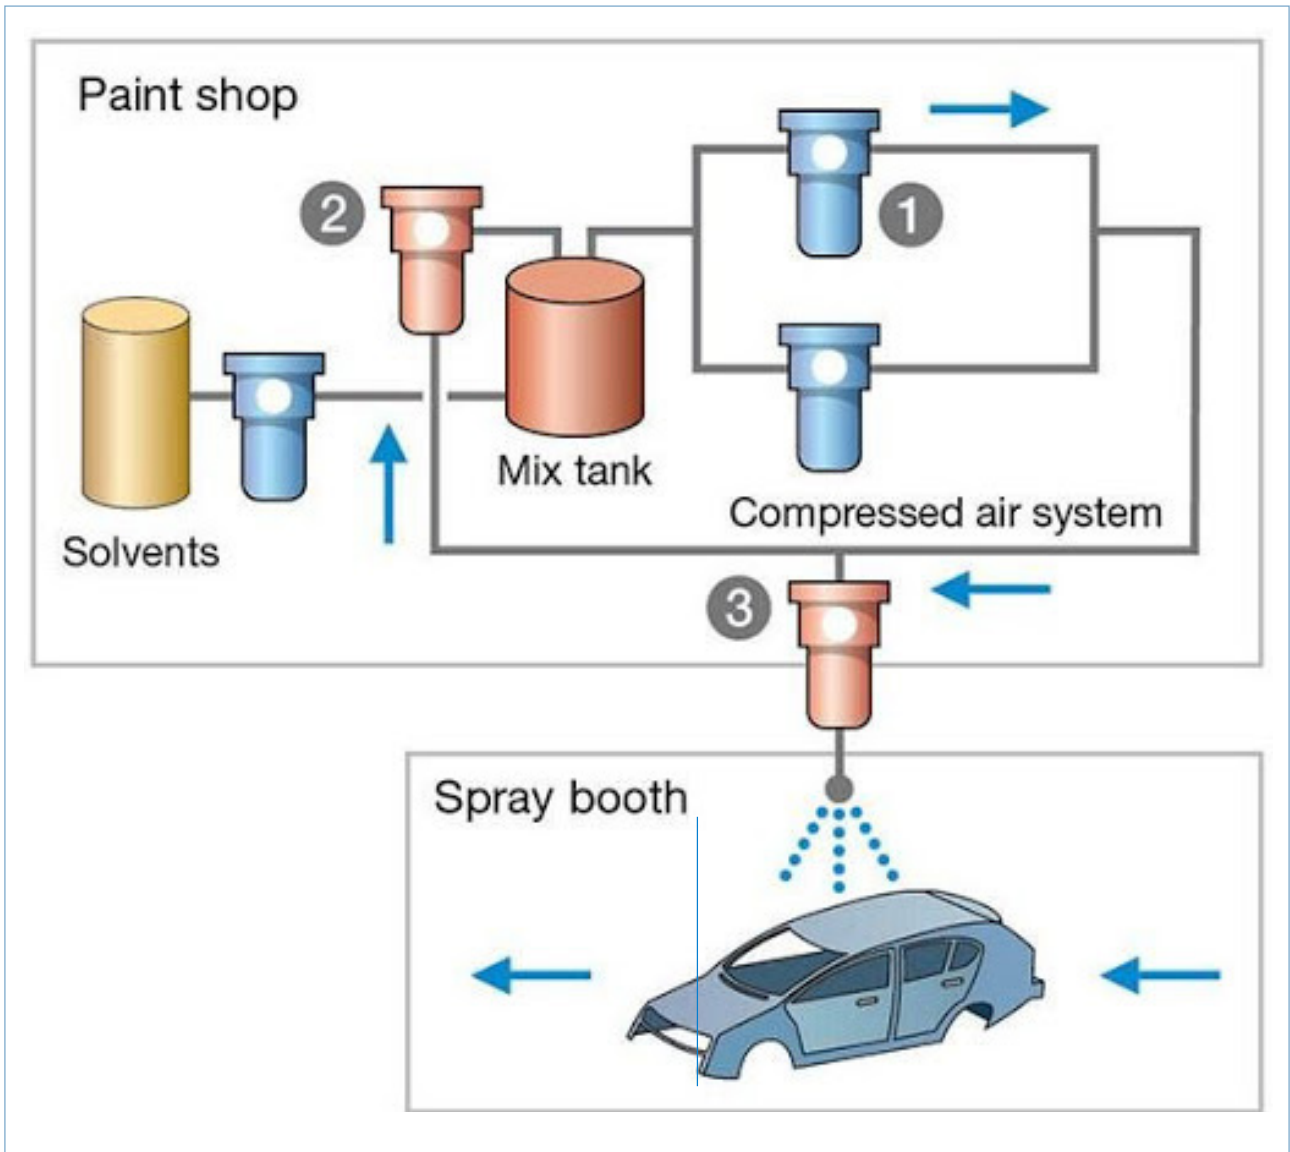 Paint shop
2
1
Mix tank
Compressed air system
Solvents
3
Spray booth